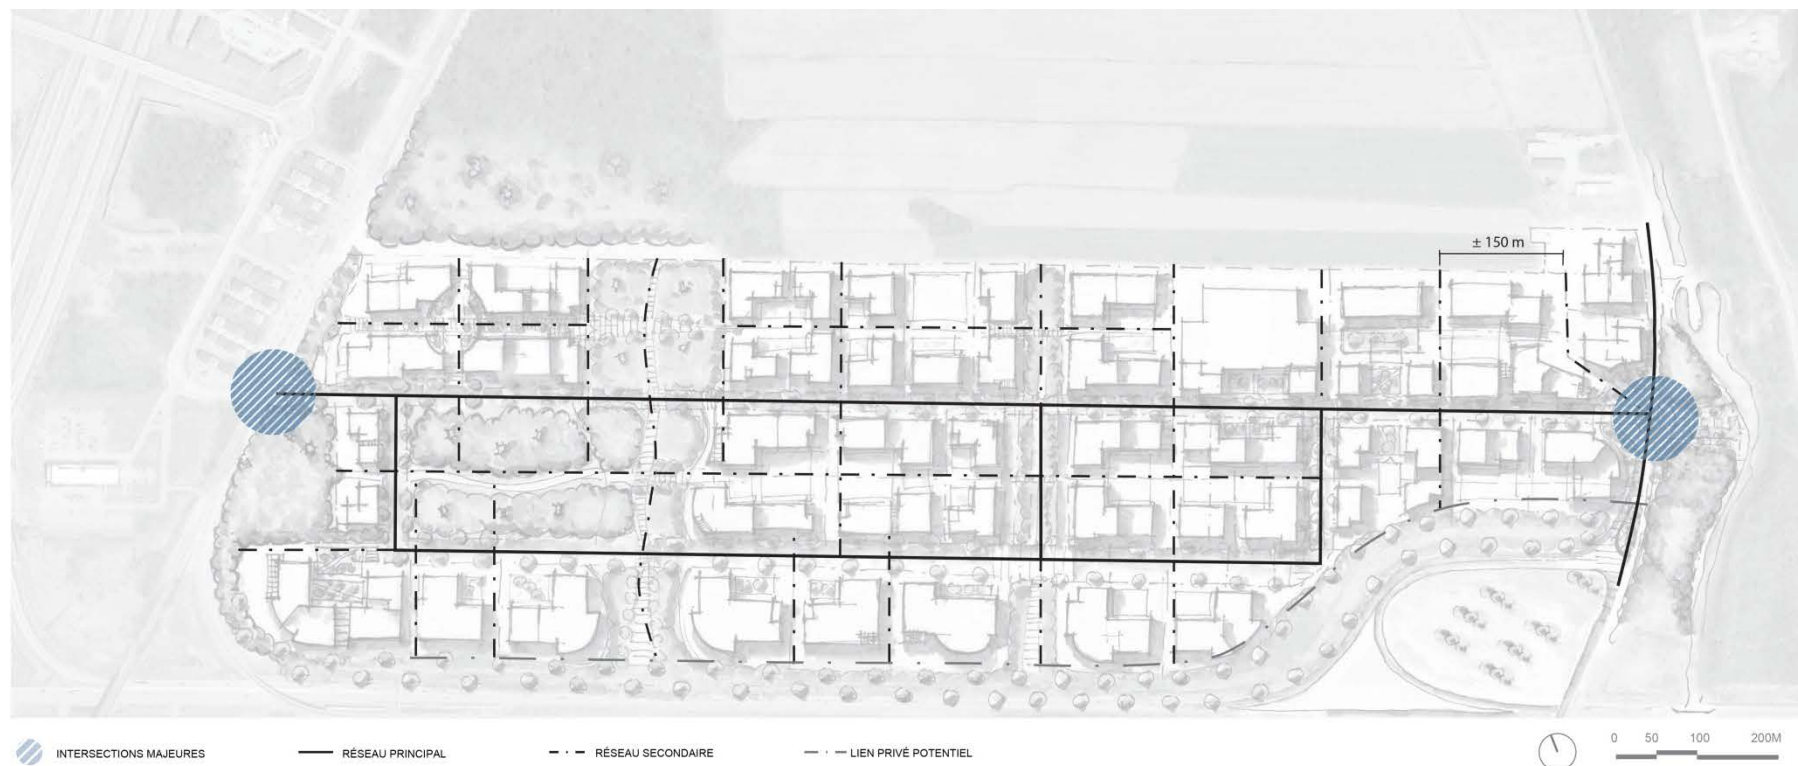 ± 150 m
INTERSECTIONS MAJEURES
RÉSEAU PRINCIPAL
RÉSEAU SECONDAIRE
LIEN PRIVÉ POTENTIEL
0 50 100 200M